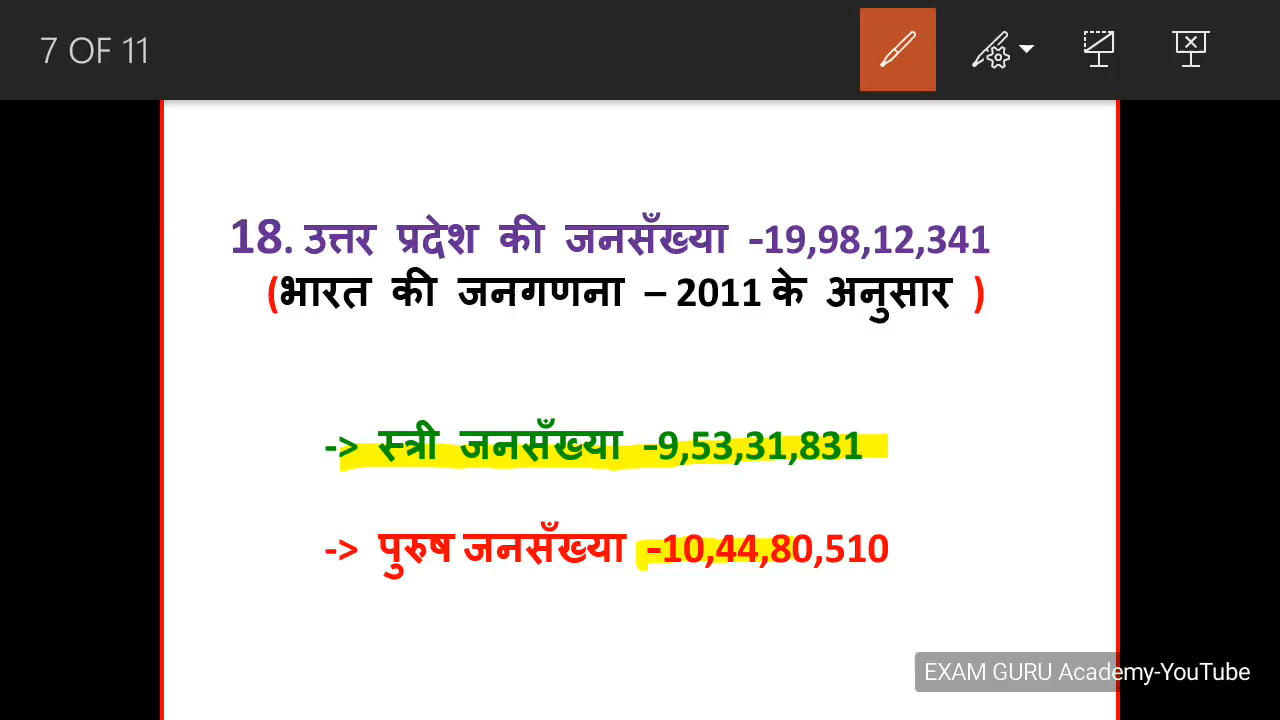 7 OF 11
18. उत्तर प्रदेश की जनसँख्या -19,98,12,341
(भारत की जनगणना – 2011 के अनुसार )
-> स्त्री जनसँख्या -9,53,31,831
-> पुरुष जनसँख्या -10,44,80,510
EXAM GURU Academy-YouTube